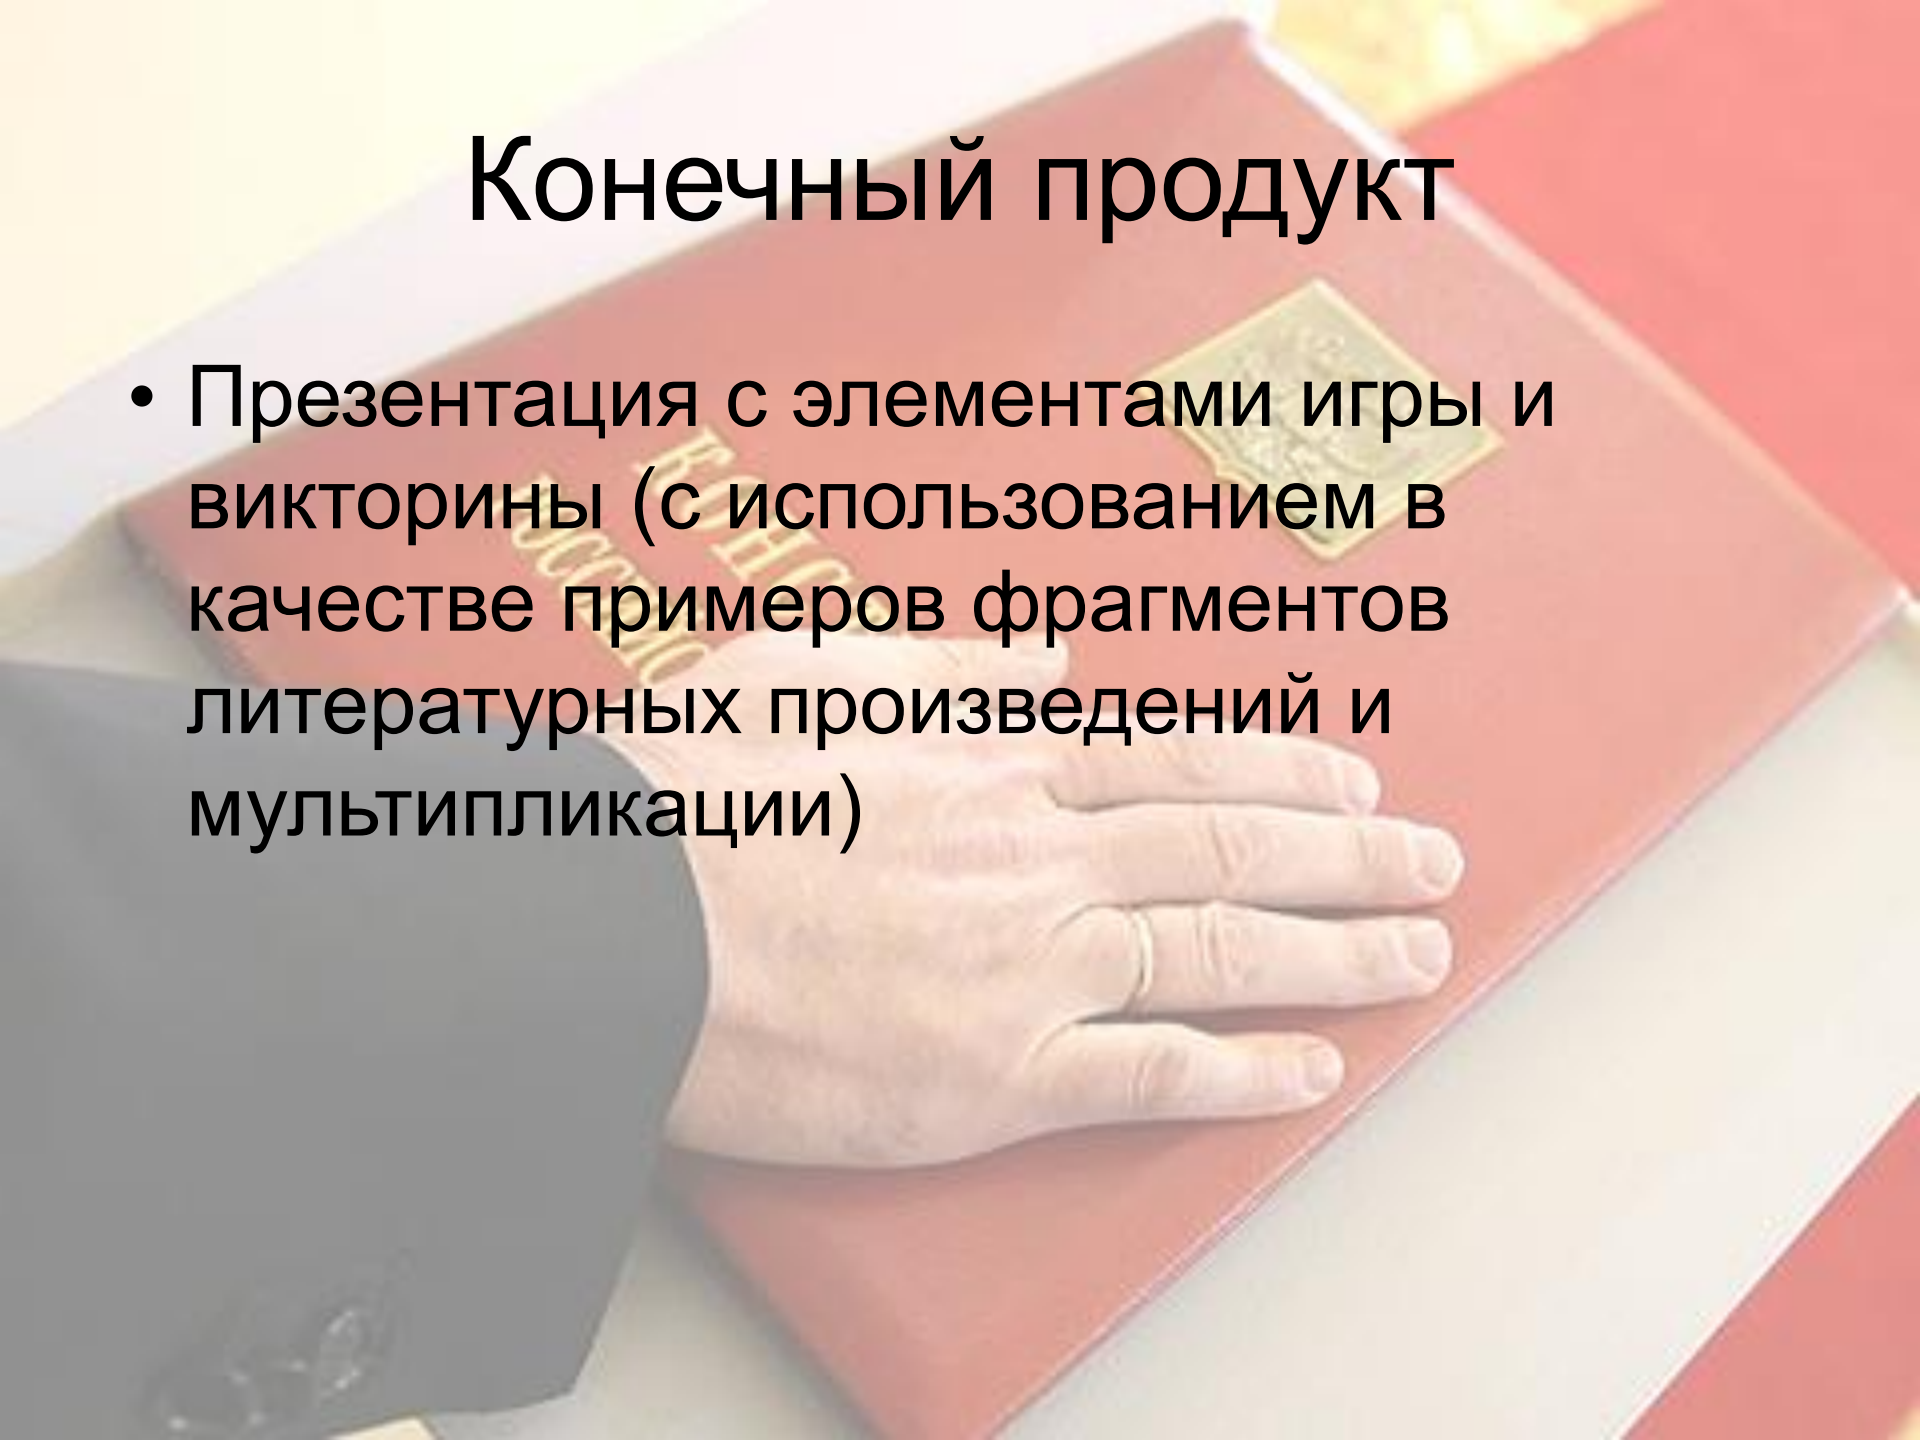 Конечный продукт
• Презентация с элементами игры и
викторины (с использованием в
качестве примеров фрагментов
литературных произведений и
мультипликации)